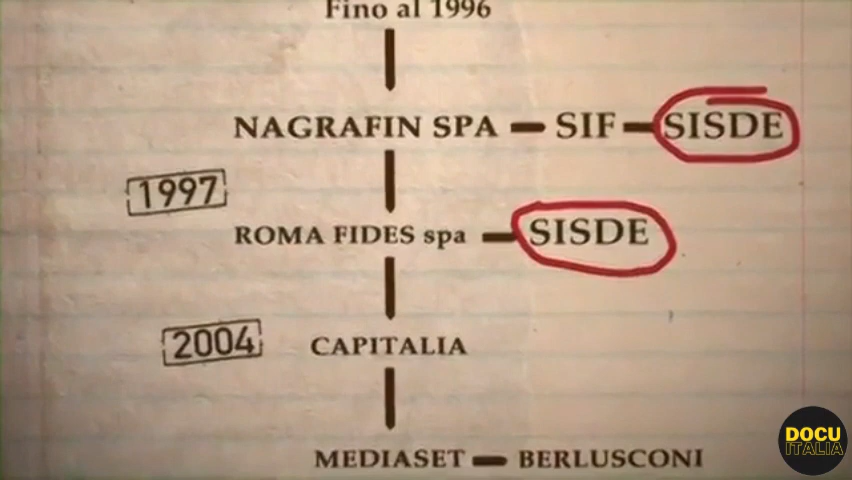 Fino al 1996
NAGRAFIN SPA — SIF — SISDE
1997
ROMA FIDES spa — SISDE
2004
CAPITALIA
MEDIASET — BERLUSCONI
DOCU
ITALIA